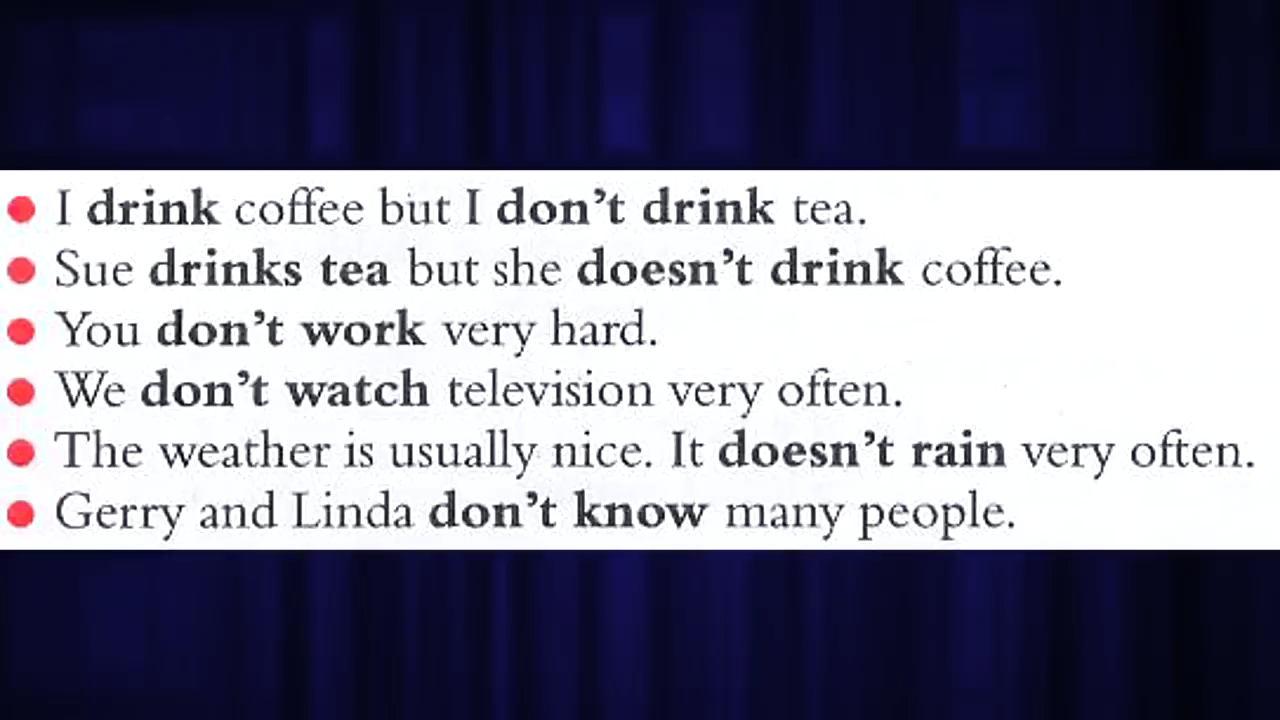 ● I drink coffee but I don't drink tea.
● Sue drinks tea but she doesn't drink coffee.
● You don't work very hard.
● We don't watch television very often.
● The weather is usually nice. It doesn't rain very often.
● Gerry and Linda don't know many people.